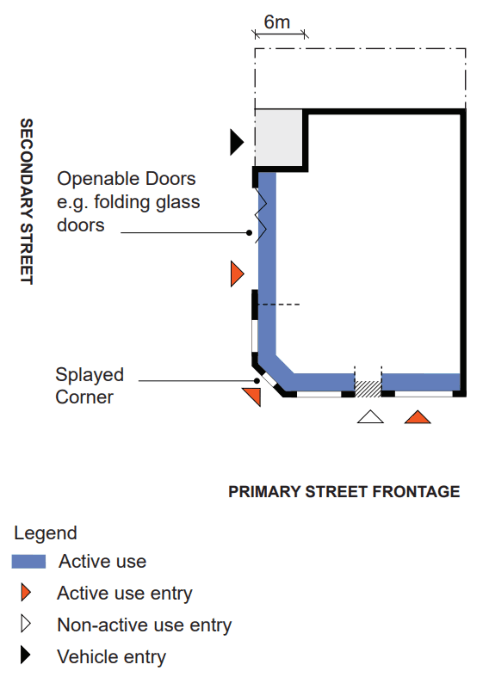 6m
SECONDARY STREET
Openable Doors
e.g. folding glass
doors
Splayed
Corner
PRIMARY STREET FRONTAGE
Legend
Active use
Active use entry
Non-active use entry
Vehicle entry